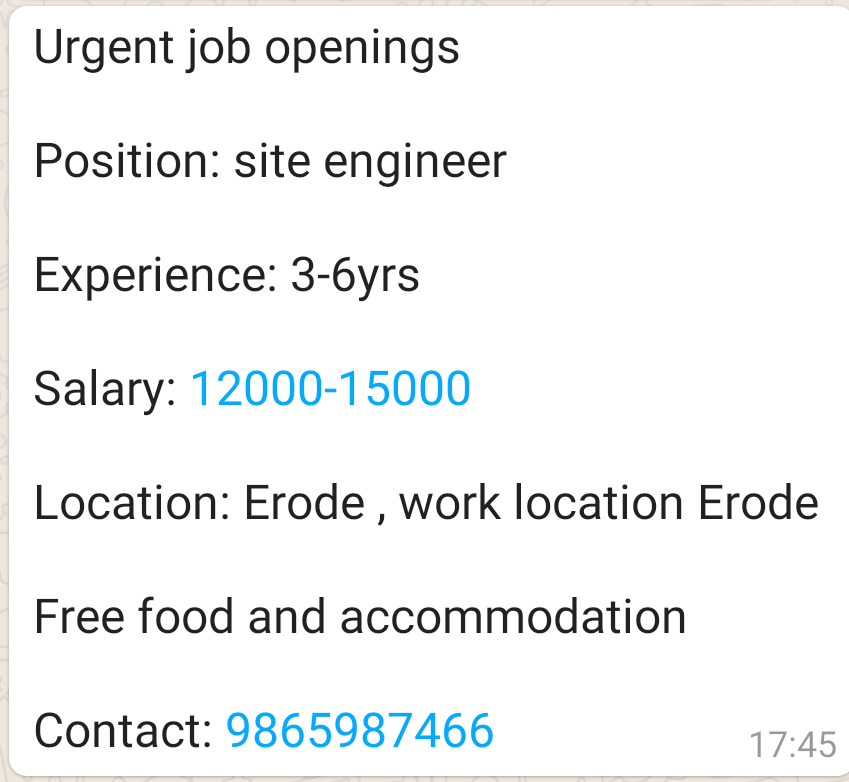 Urgent job openings
Position: site engineer
Experience: 3-6yrs
Salary: 12000-15000
Location: Erode , work location Erode
Free food and accommodation
Contact: 9865987466
17:45